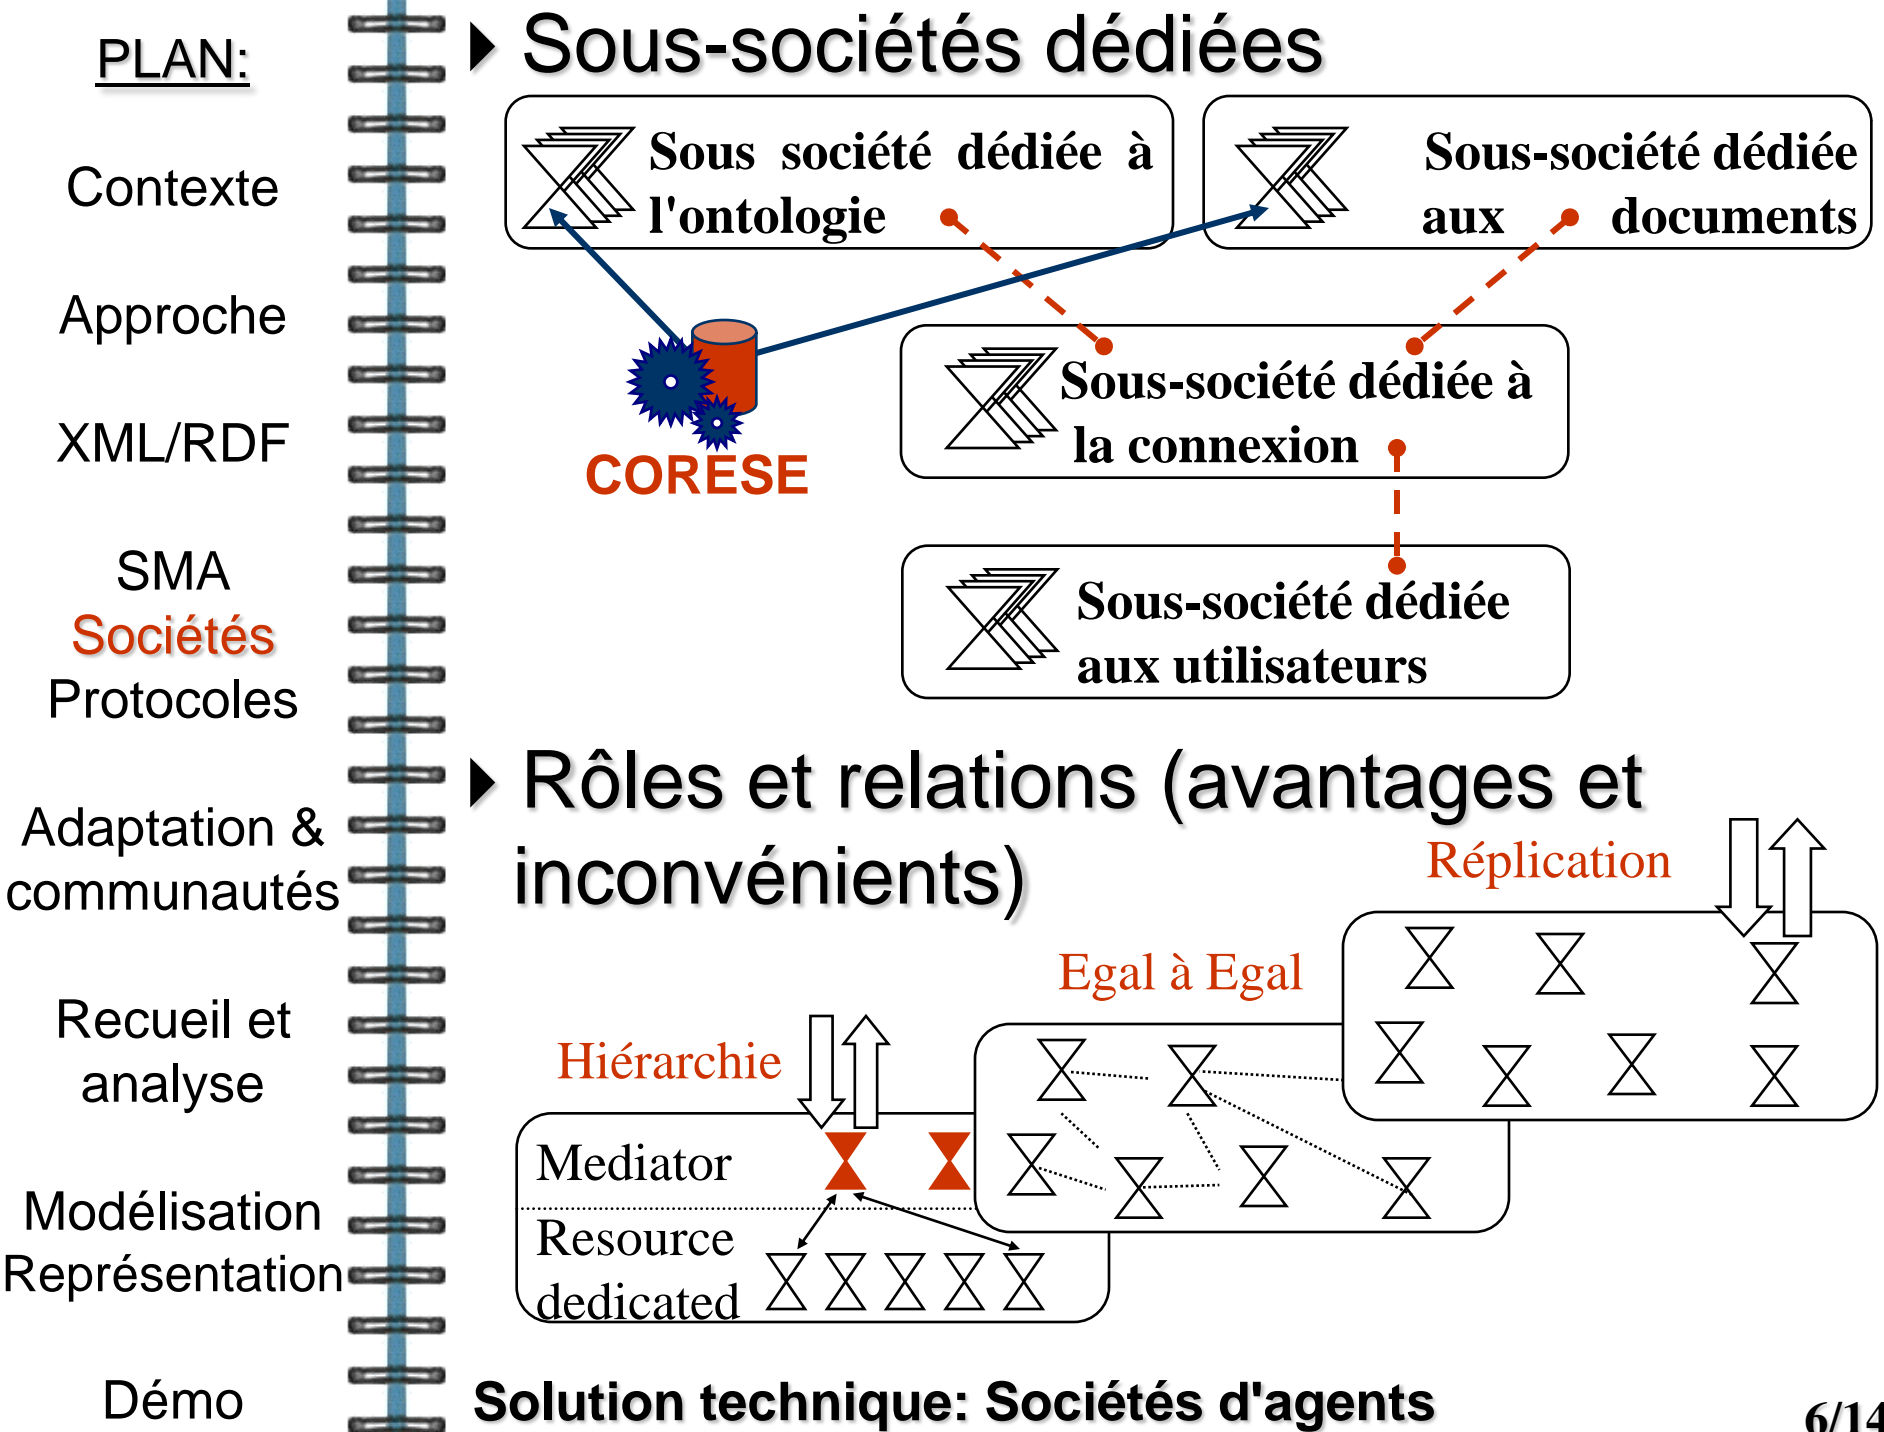 PLAN:
Contexte
Approche
XML/RDF
SMA
Sociétés
Protocoles
Adaptation &
communautés
Recueil et
analyse
Modélisation
Représentation
Démo
Sous-sociétés dédiées
Sous société dédiée à
l'ontologie
Sous-société dédiée
aux documents
CORESE
Sous-société dédiée à
la connexion
Sous-société dédiée
aux utilisateurs
Rôles et relations (avantages et
inconvénients)
Réplication
Egal à Egal
Hiérarchie
Mediator
Resource
dedicated
Solution technique: Sociétés d'agents
6/14